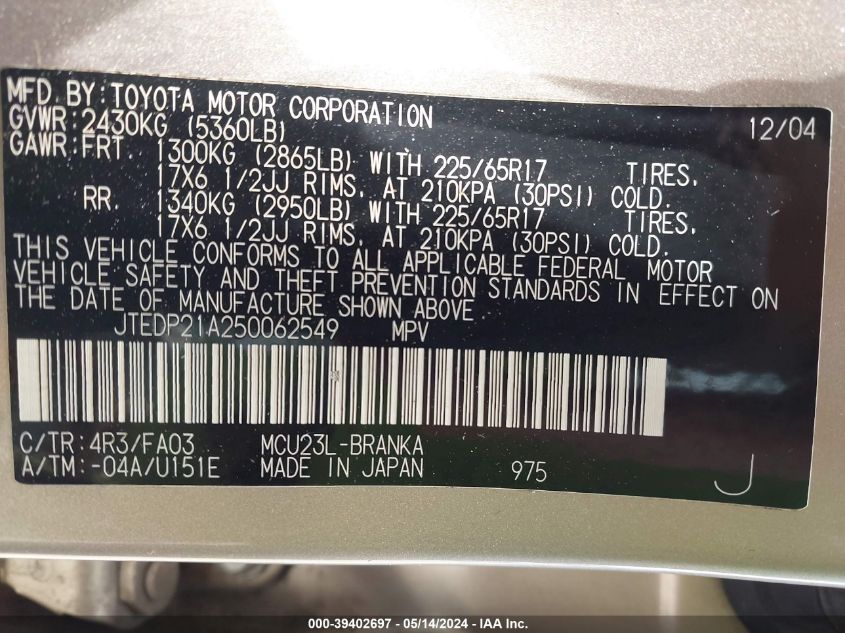 MFD. BY: TOYOTA MOTOR CORPORATION 12/04
GVWR: 2430KG (5360LB)
GAWR: FRT. 1300KG (2865LB) WITH 225/65R17 TIRES,
17X6 1/2JJ RIMS, AT 210KPA (30PSI) COLD.
RR. 1340KG (2950LB) WITH 225/65R17 TIRES,
17X6 1/2JJ RIMS, AT 210KPA (30PSI) COLD.
THIS VEHICLE CONFORMS TO ALL APPLICABLE FEDERAL MOTOR
VEHICLE SAFETY AND THEFT PREVENTION STANDARDS IN EFFECT ON
THE DATE OF MANUFACTURE SHOWN ABOVE.
JTEDP21A250062549 MPV
C/TR: 4R3/FA03 MCU23L-BRANKA
A/TM: -04A/U151E MADE IN JAPAN 975 J
000-39402697 - 05/14/2024 - IAA Inc.